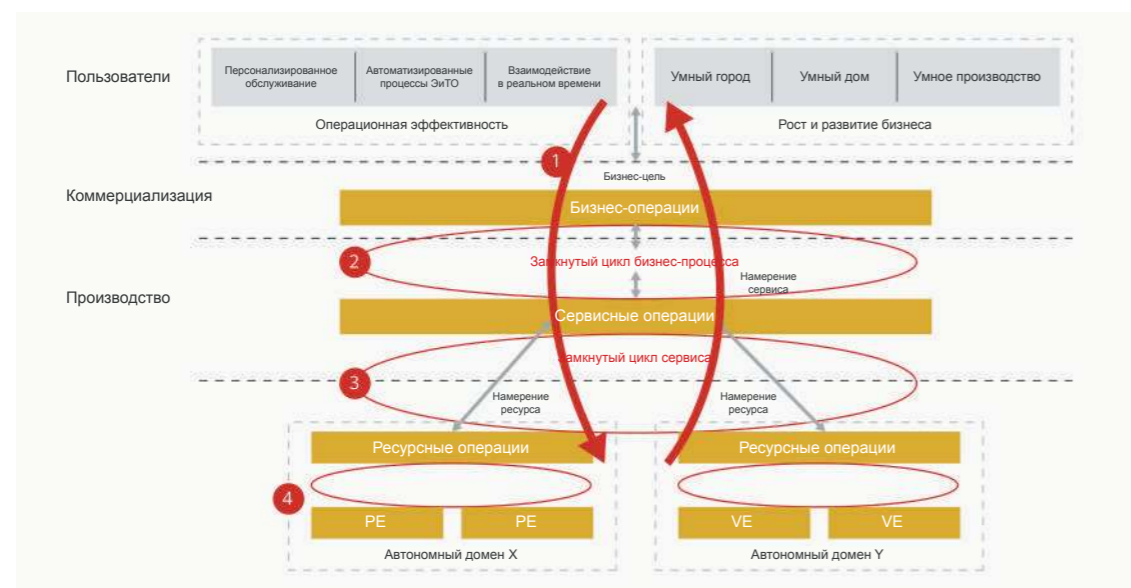 Пользователи
Персонализированное
обслуживание
Автоматизированные
процессы ЭиТО
Взаимодействие
в реальном времени
Операционная эффективность
Умный город
Умный дом
Умное производство
Рост и развитие бизнеса
1
Бизнес-цель
Коммерциализация
Бизнес-операции
2
Замкнутый цикл бизнес-процесса
Намерение
сервиса
Производство
Сервисные операции
Замкнутый цикл сервиса
3
Намерение
ресурса
Намерение
ресурса
Ресурсные операции
Ресурсные операции
4
PE
PE
VE
VE
Автономный домен X
Автономный домен Y